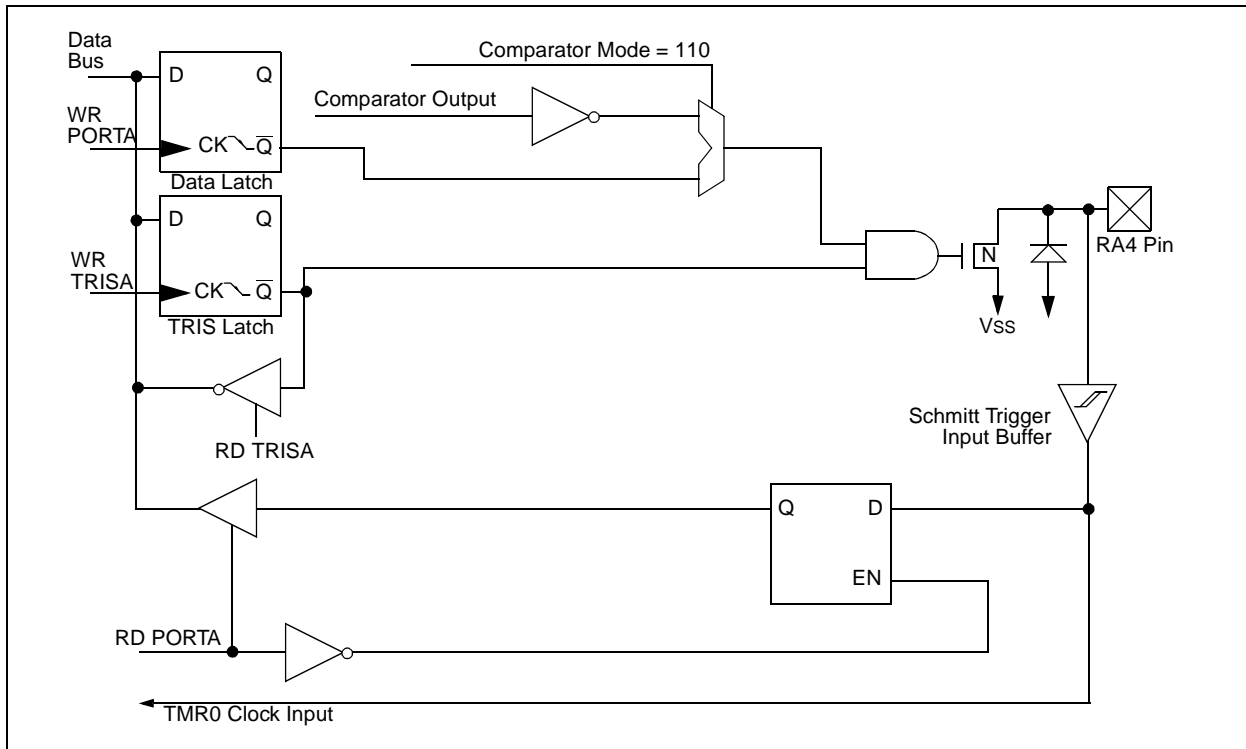 Data
Bus
D
Q
WR
PORTA
CK
Q̅
Data Latch
Comparator Mode = 110
Comparator Output
D
Q
WR
TRISA
CK
Q̅
TRIS Latch
N
RA4 Pin
VSS
RD TRISA
Schmitt Trigger
Input Buffer
Q
D
EN
RD PORTA
TMR0 Clock Input